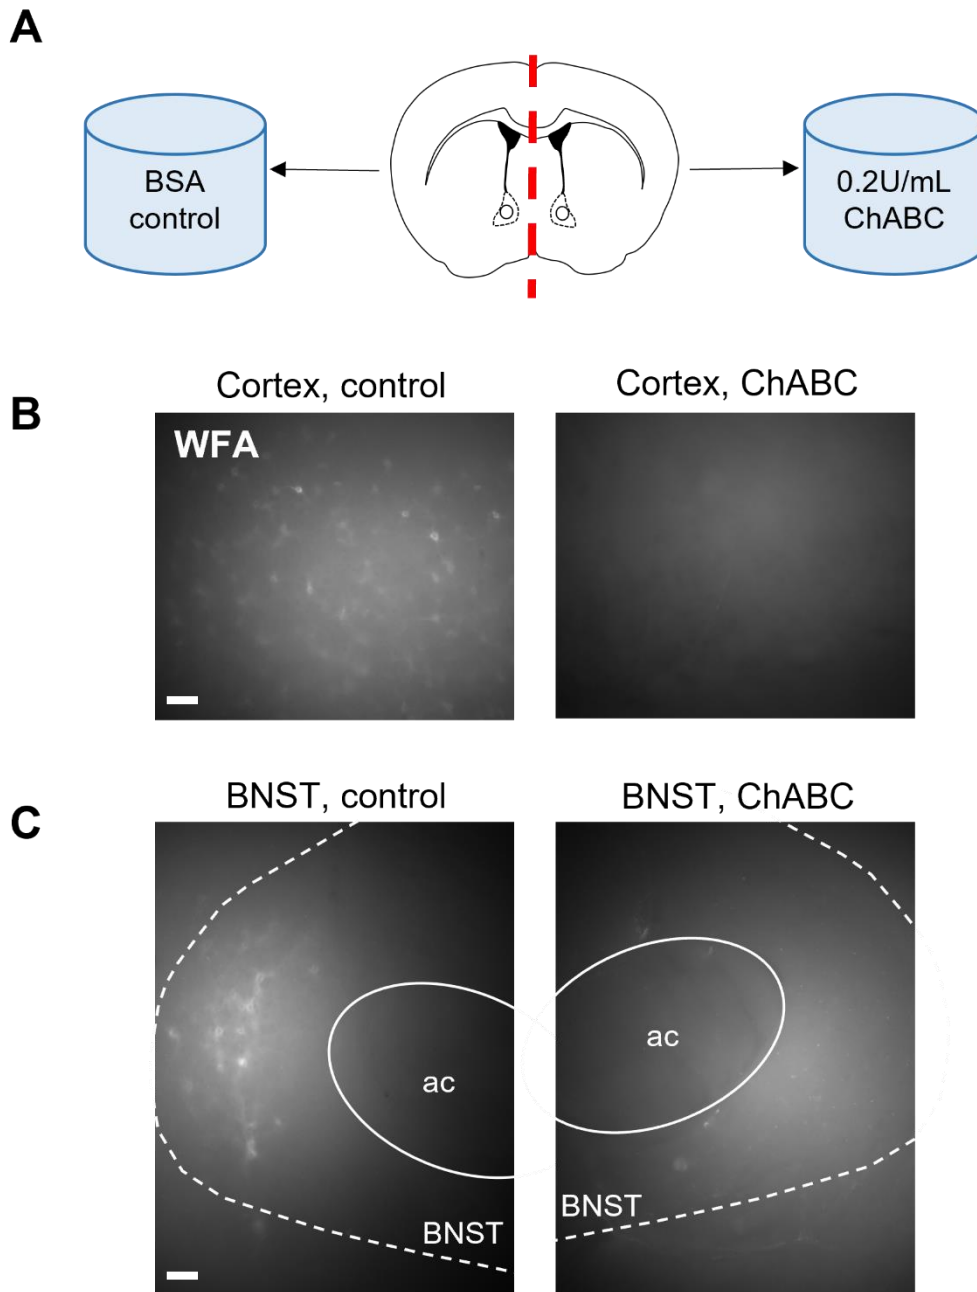 A
BSA
control
0.2U/mL
ChABC
B
Cortex, control
Cortex, ChABC
WFA
C
BNST, control
BNST, ChABC
ac
ac
BNST
BNST